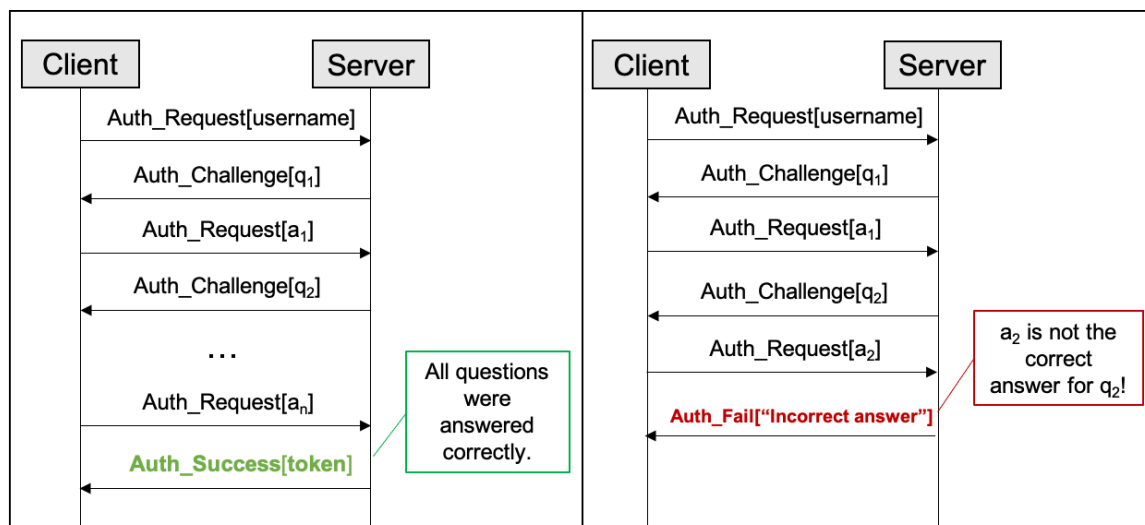 Client
Server
Auth_Request[username]
Auth_Challenge[q₁]
Auth_Request[a₁]
Auth_Challenge[q₂]
...
Auth_Request[aₙ]
Auth_Success[token]
All questions
were
answered
correctly.
Client
Server
Auth_Request[username]
Auth_Challenge[q₁]
Auth_Request[a₁]
Auth_Challenge[q₂]
Auth_Request[a₂]
Auth_Fail[“Incorrect answer”]
a₂ is not the
correct
answer for q₂!